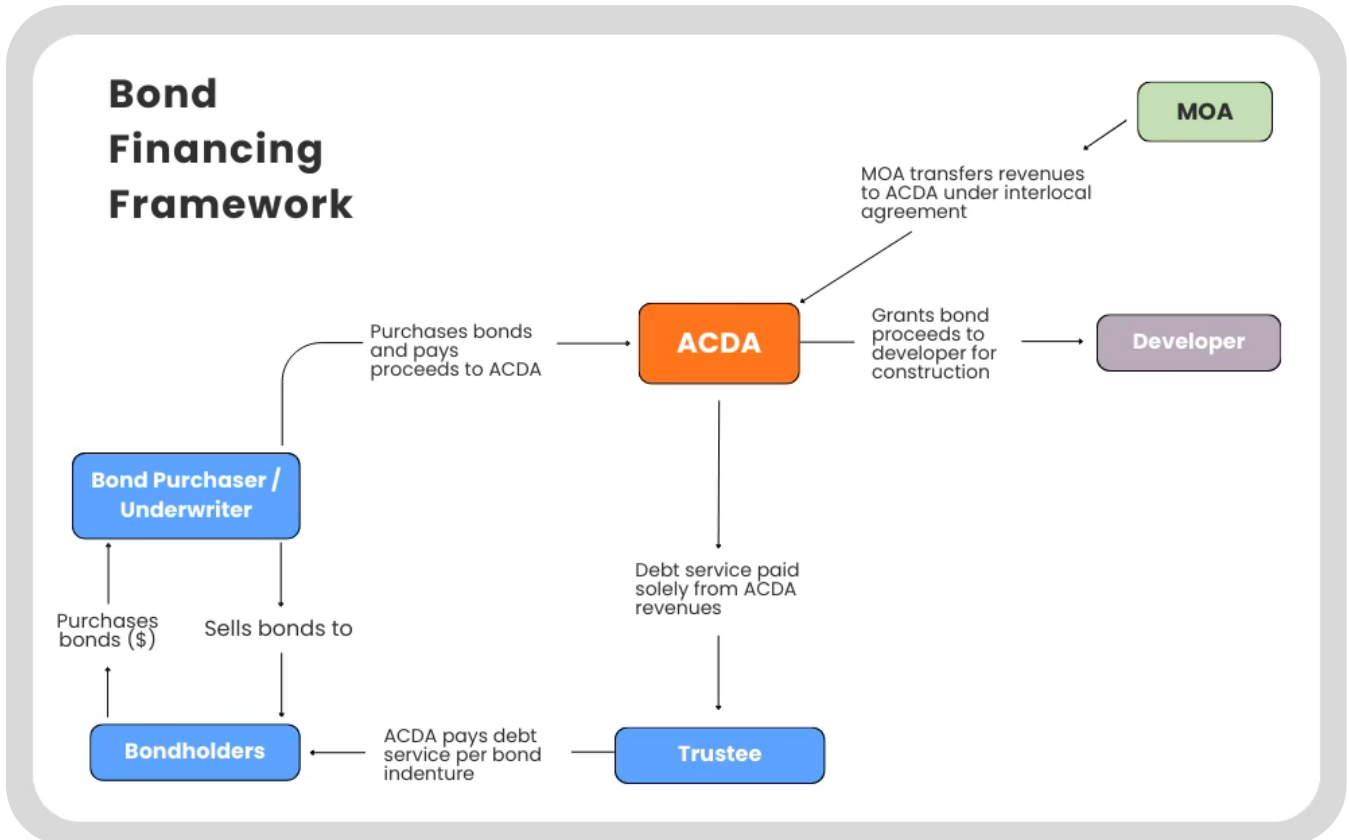 Bond
Financing
Framework
MOA
MOA transfers revenues
to ACDA under interlocal
agreement
Purchases bonds
and pays
proceeds to ACDA
ACDA
Grants bond
proceeds to
developer for
construction
Developer
Bond Purchaser /
Underwriter
Debt service paid
solely from ACDA
revenues
Purchases
bonds ($)
Sells bonds to
Bondholders
ACDA pays debt
service per bond
indenture
Trustee